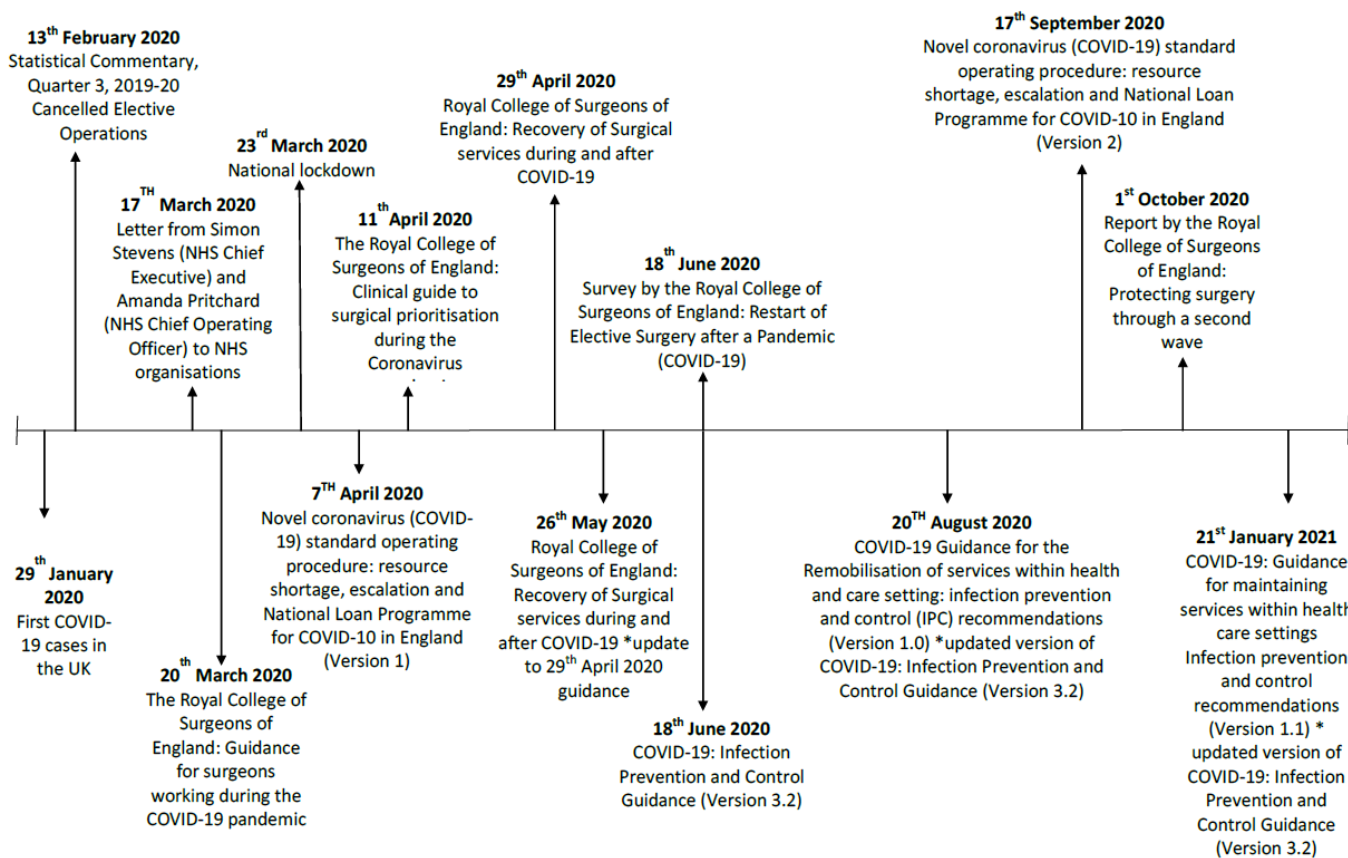 13th February 2020
Statistical Commentary,
Quarter 3, 2019-20
Cancelled Elective
Operations
17TH March 2020
Letter from Simon
Stevens (NHS Chief
Executive) and
Amanda Pritchard
(NHS Chief Operating
Officer) to NHS
organisations
23rd March 2020
National lockdown
11th April 2020
The Royal College of
Surgeons of England:
Clinical guide to
surgical prioritisation
during the
Coronavirus
29th April 2020
Royal College of Surgeons of
England: Recovery of Surgical
services during and after
COVID-19
18th June 2020
Survey by the Royal College of
Surgeons of England: Restart of
Elective Surgery after a Pandemic
(COVID-19)
17th September 2020
Novel coronavirus (COVID-19) standard
operating procedure: resource
shortage, escalation and National Loan
Programme for COVID-10 in England
(Version 2)
1st October 2020
Report by the Royal
College of Surgeons
of England:
Protecting surgery
through a second
wave
29th January
2020
First COVID-
19 cases in
the UK
20th March 2020
The Royal College of
Surgeons of
England: Guidance
for surgeons
working during the
COVID-19 pandemic
7TH April 2020
Novel coronavirus (COVID-
19) standard operating
procedure: resource
shortage, escalation and
National Loan Programme
for COVID-10 in England
(Version 1)
26th May 2020
Royal College of
Surgeons of England:
Recovery of Surgical
services during and
after COVID-19 *update
to 29th April 2020
guidance
18th June 2020
COVID-19: Infection
Prevention and Control
Guidance (Version 3.2)
20TH August 2020
COVID-19 Guidance for the
Remobilisation of services within health
and care setting: infection prevention
and control (IPC) recommendations
(Version 1.0) *updated version of
COVID-19: Infection Prevention and
Control Guidance (Version 3.2)
21st January 2021
COVID-19: Guidance
for maintaining
services within health
care settings
Infection prevention
and control
recommendations
(Version 1.1) *
updated version of
COVID-19: Infection
Prevention and
Control Guidance
(Version 3.2)